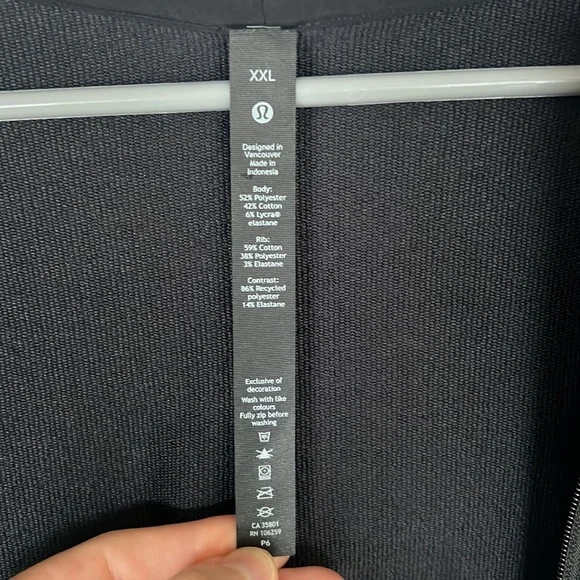 XXL
Designed in
Vancouver
Made in
Indonesia
Body:
52% Polyester
42% Cotton
6% Lycra®
elastane
Rib:
59% Cotton
38% Polyester
3% Elastane
Contrast:
86% Recycled
polyester
14% Elastane
Exclusive of
decoration
Wash with like
colours
Fully zip before
washing
CA 35801
RN 106259
P6